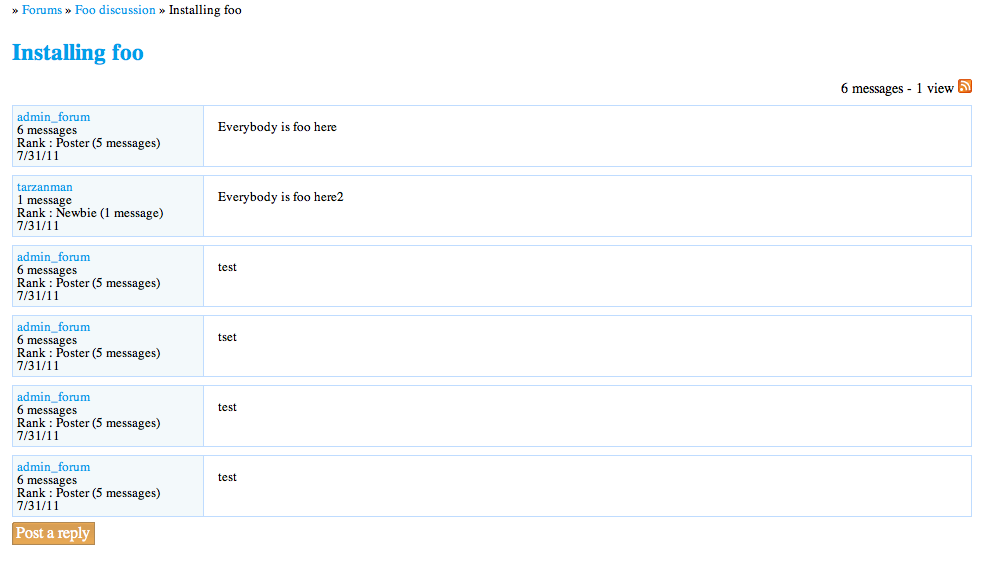 » Forums » Foo discussion » Installing foo
Installing foo
6 messages - 1 view
admin_forum
6 messages
Rank : Poster (5 messages)
7/31/11
Everybody is foo here
tarzanman
1 message
Rank : Newbie (1 message)
7/31/11
Everybody is foo here2
admin_forum
6 messages
Rank : Poster (5 messages)
7/31/11
test
admin_forum
6 messages
Rank : Poster (5 messages)
7/31/11
tset
admin_forum
6 messages
Rank : Poster (5 messages)
7/31/11
test
admin_forum
6 messages
Rank : Poster (5 messages)
7/31/11
test
Post a reply